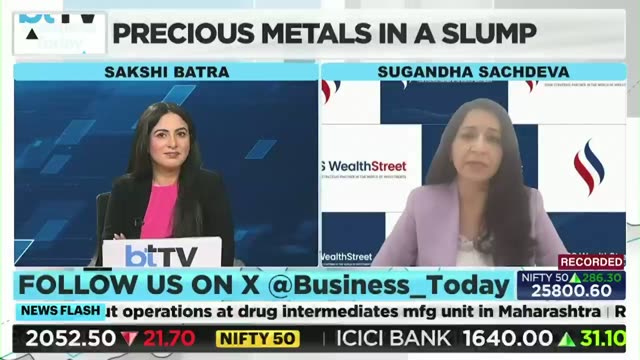 btTV
PRECIOUS METALS IN A SLUMP
SAKSHI BATRA
SUGANDHA SACHDEVA
S WealthStreet
btTV
RECORDED
FOLLOW US ON X @Business_Today
NIFTY 50 ▲286.30
25800.60
NEWS FLASH
ut operations at drug intermediates mfg unit in Maharashtra
2052.50 ▼ 21.70 NIFTY 50 ICICI BANK 1640.00 ▲ 31.10